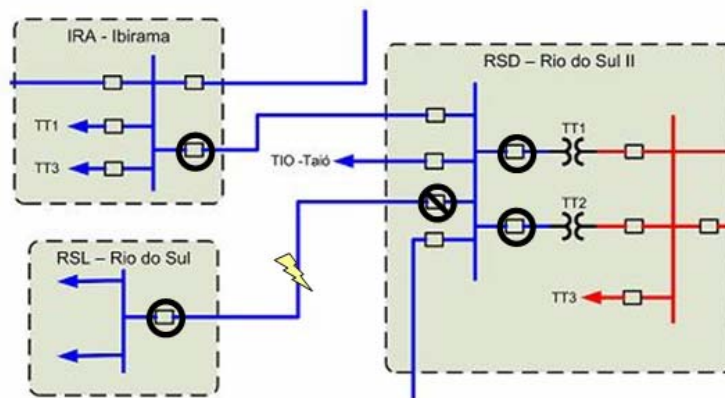 IRA - Ibirama
TT1
TT3
RSD – Rio do Sul II
TT1
TIO -Taió
TT2
TT3
RSL – Rio do Sul